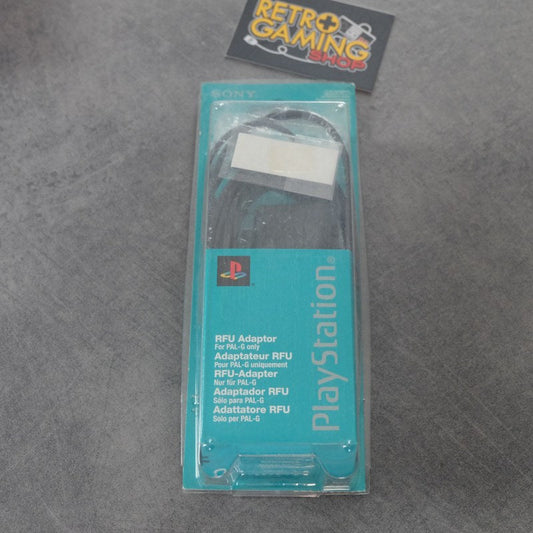 RETRO
GAMING
SHOP
SONY
PlayStation®
RFU Adaptor
For PAL-G only
Adaptateur RFU
Pour PAL-G uniquement
RFU-Adapter
Nur für PAL-G
Adaptador RFU
Sólo para PAL-G
Adattatore RFU
Solo per PAL-G